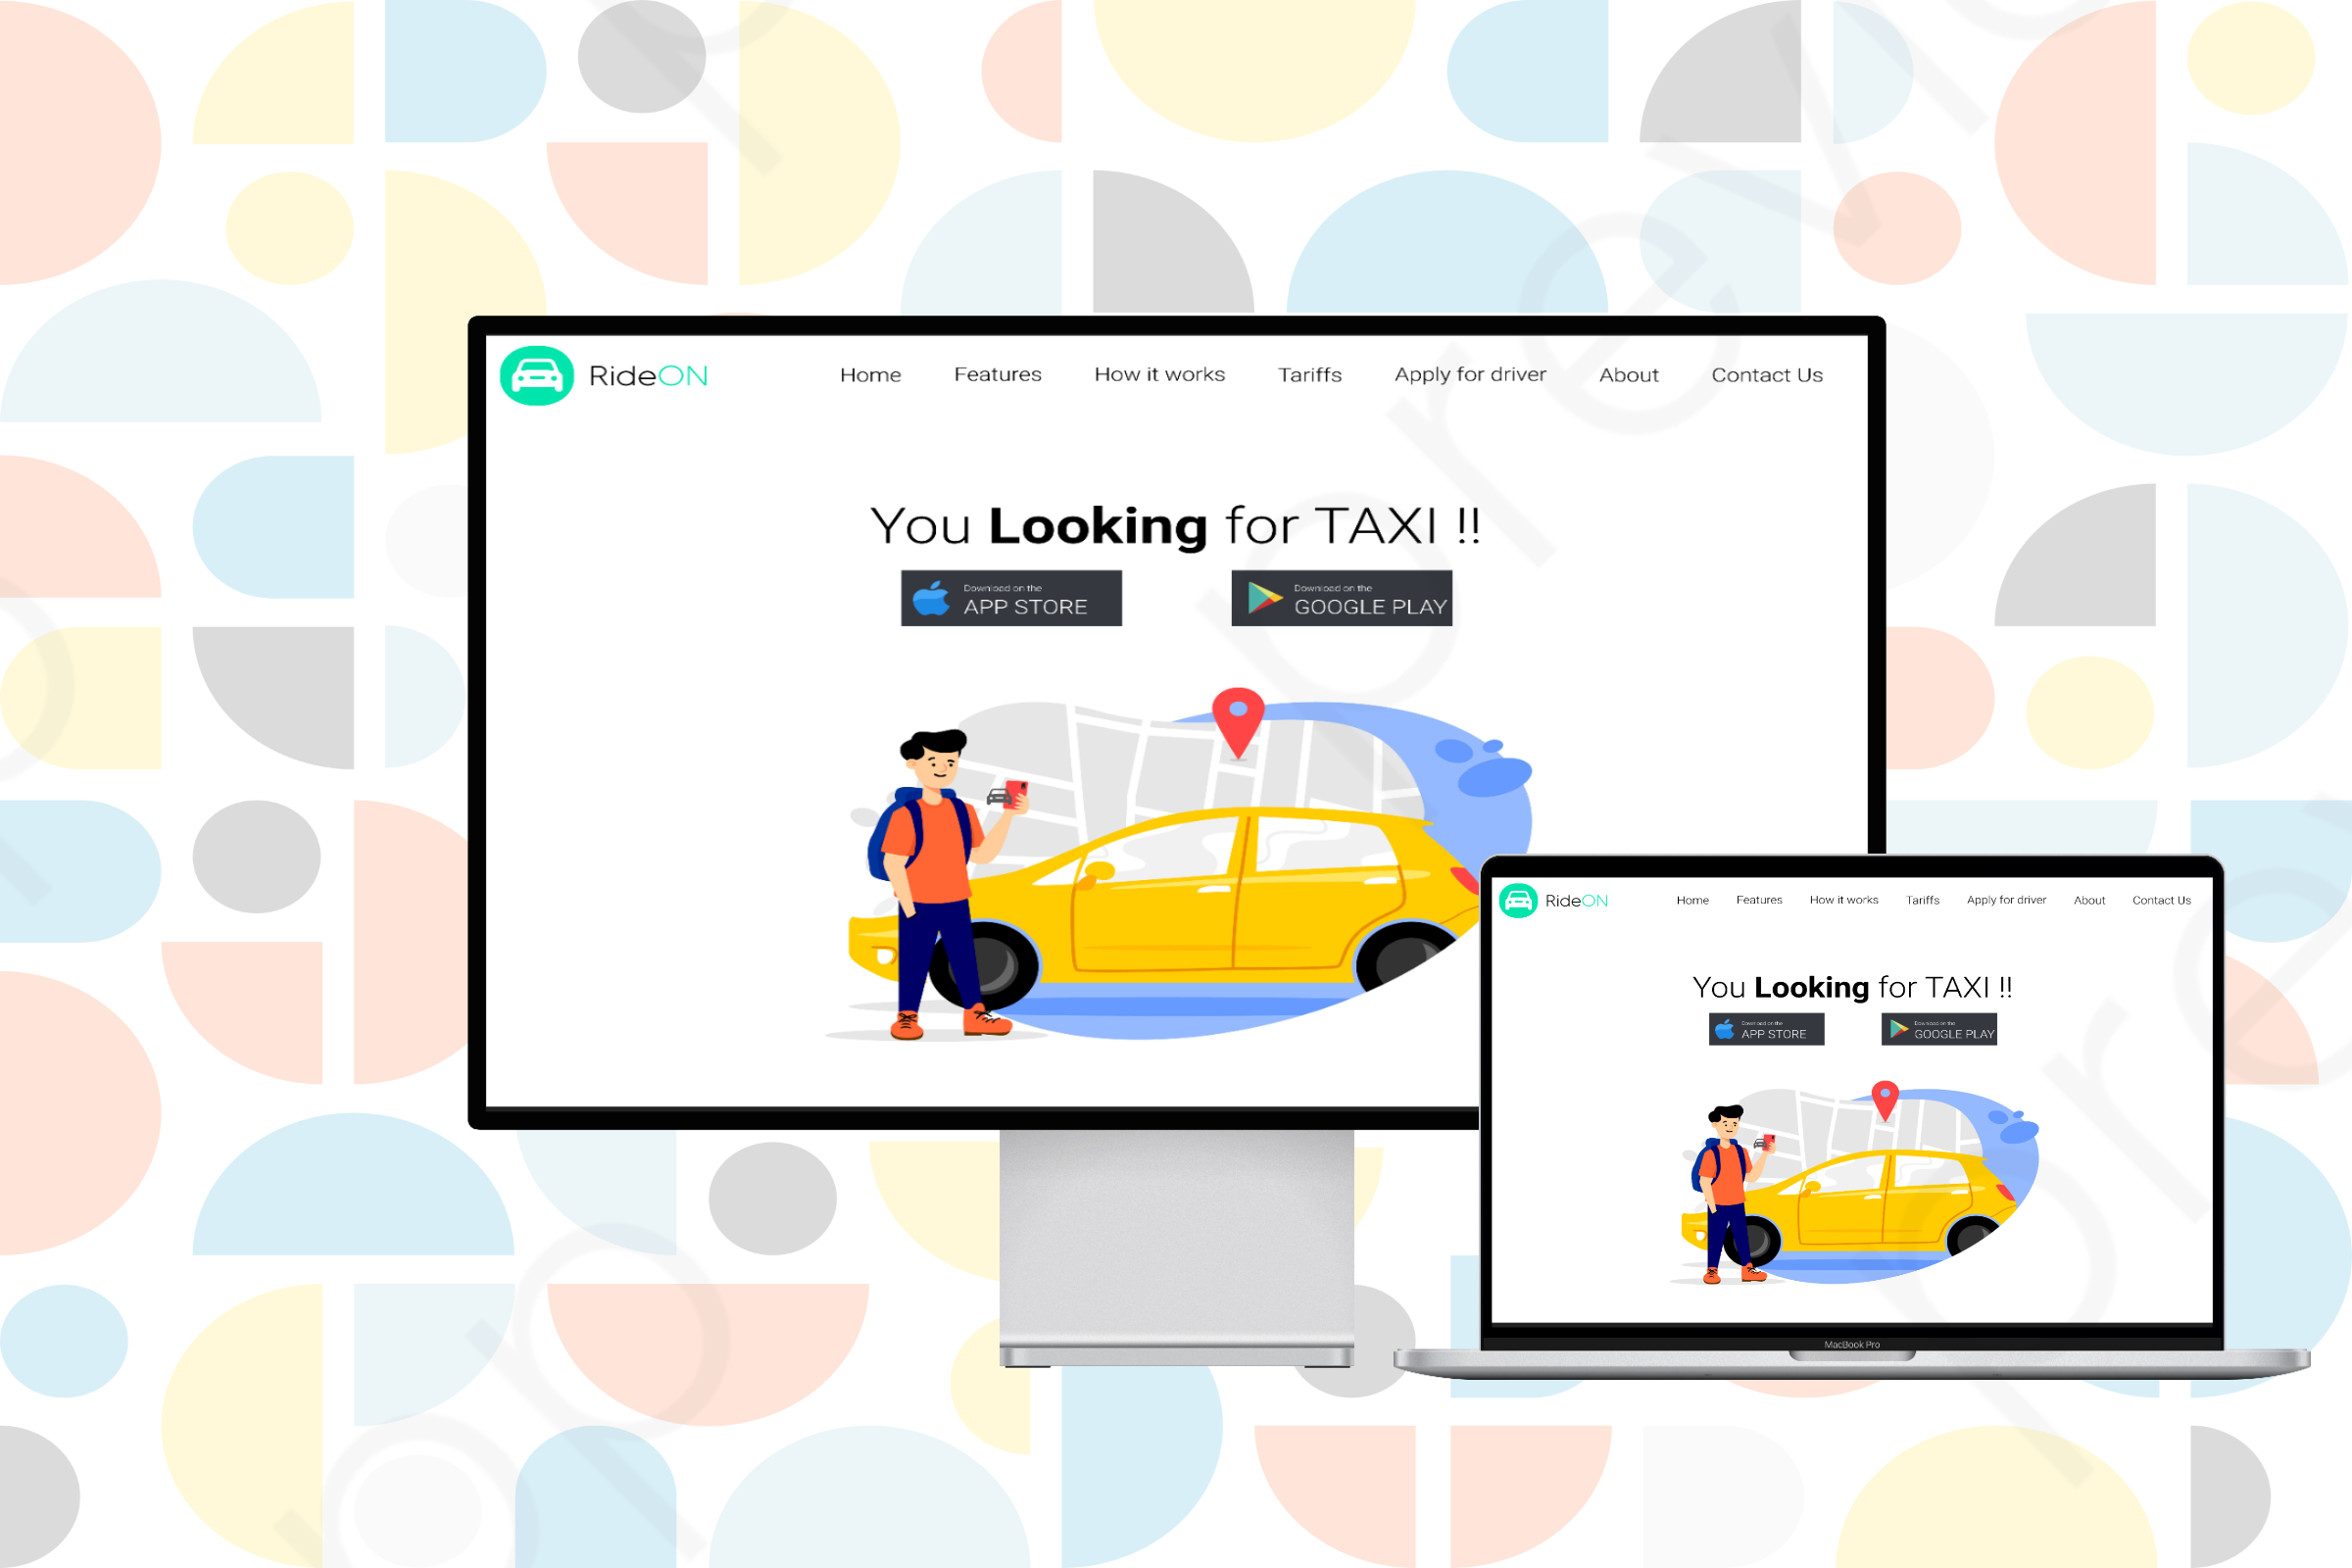 RideON Home Features How it works Tariffs Apply for driver About Contact Us
You Looking for TAXI !!
Download on the Download on the
APP STORE GOOGLE PLAY
RideON Home Features How it works Tariffs Apply for driver About Contact Us
You Looking for TAXI !!
Download on the Download on the
APP STORE GOOGLE PLAY
MacBook Pro